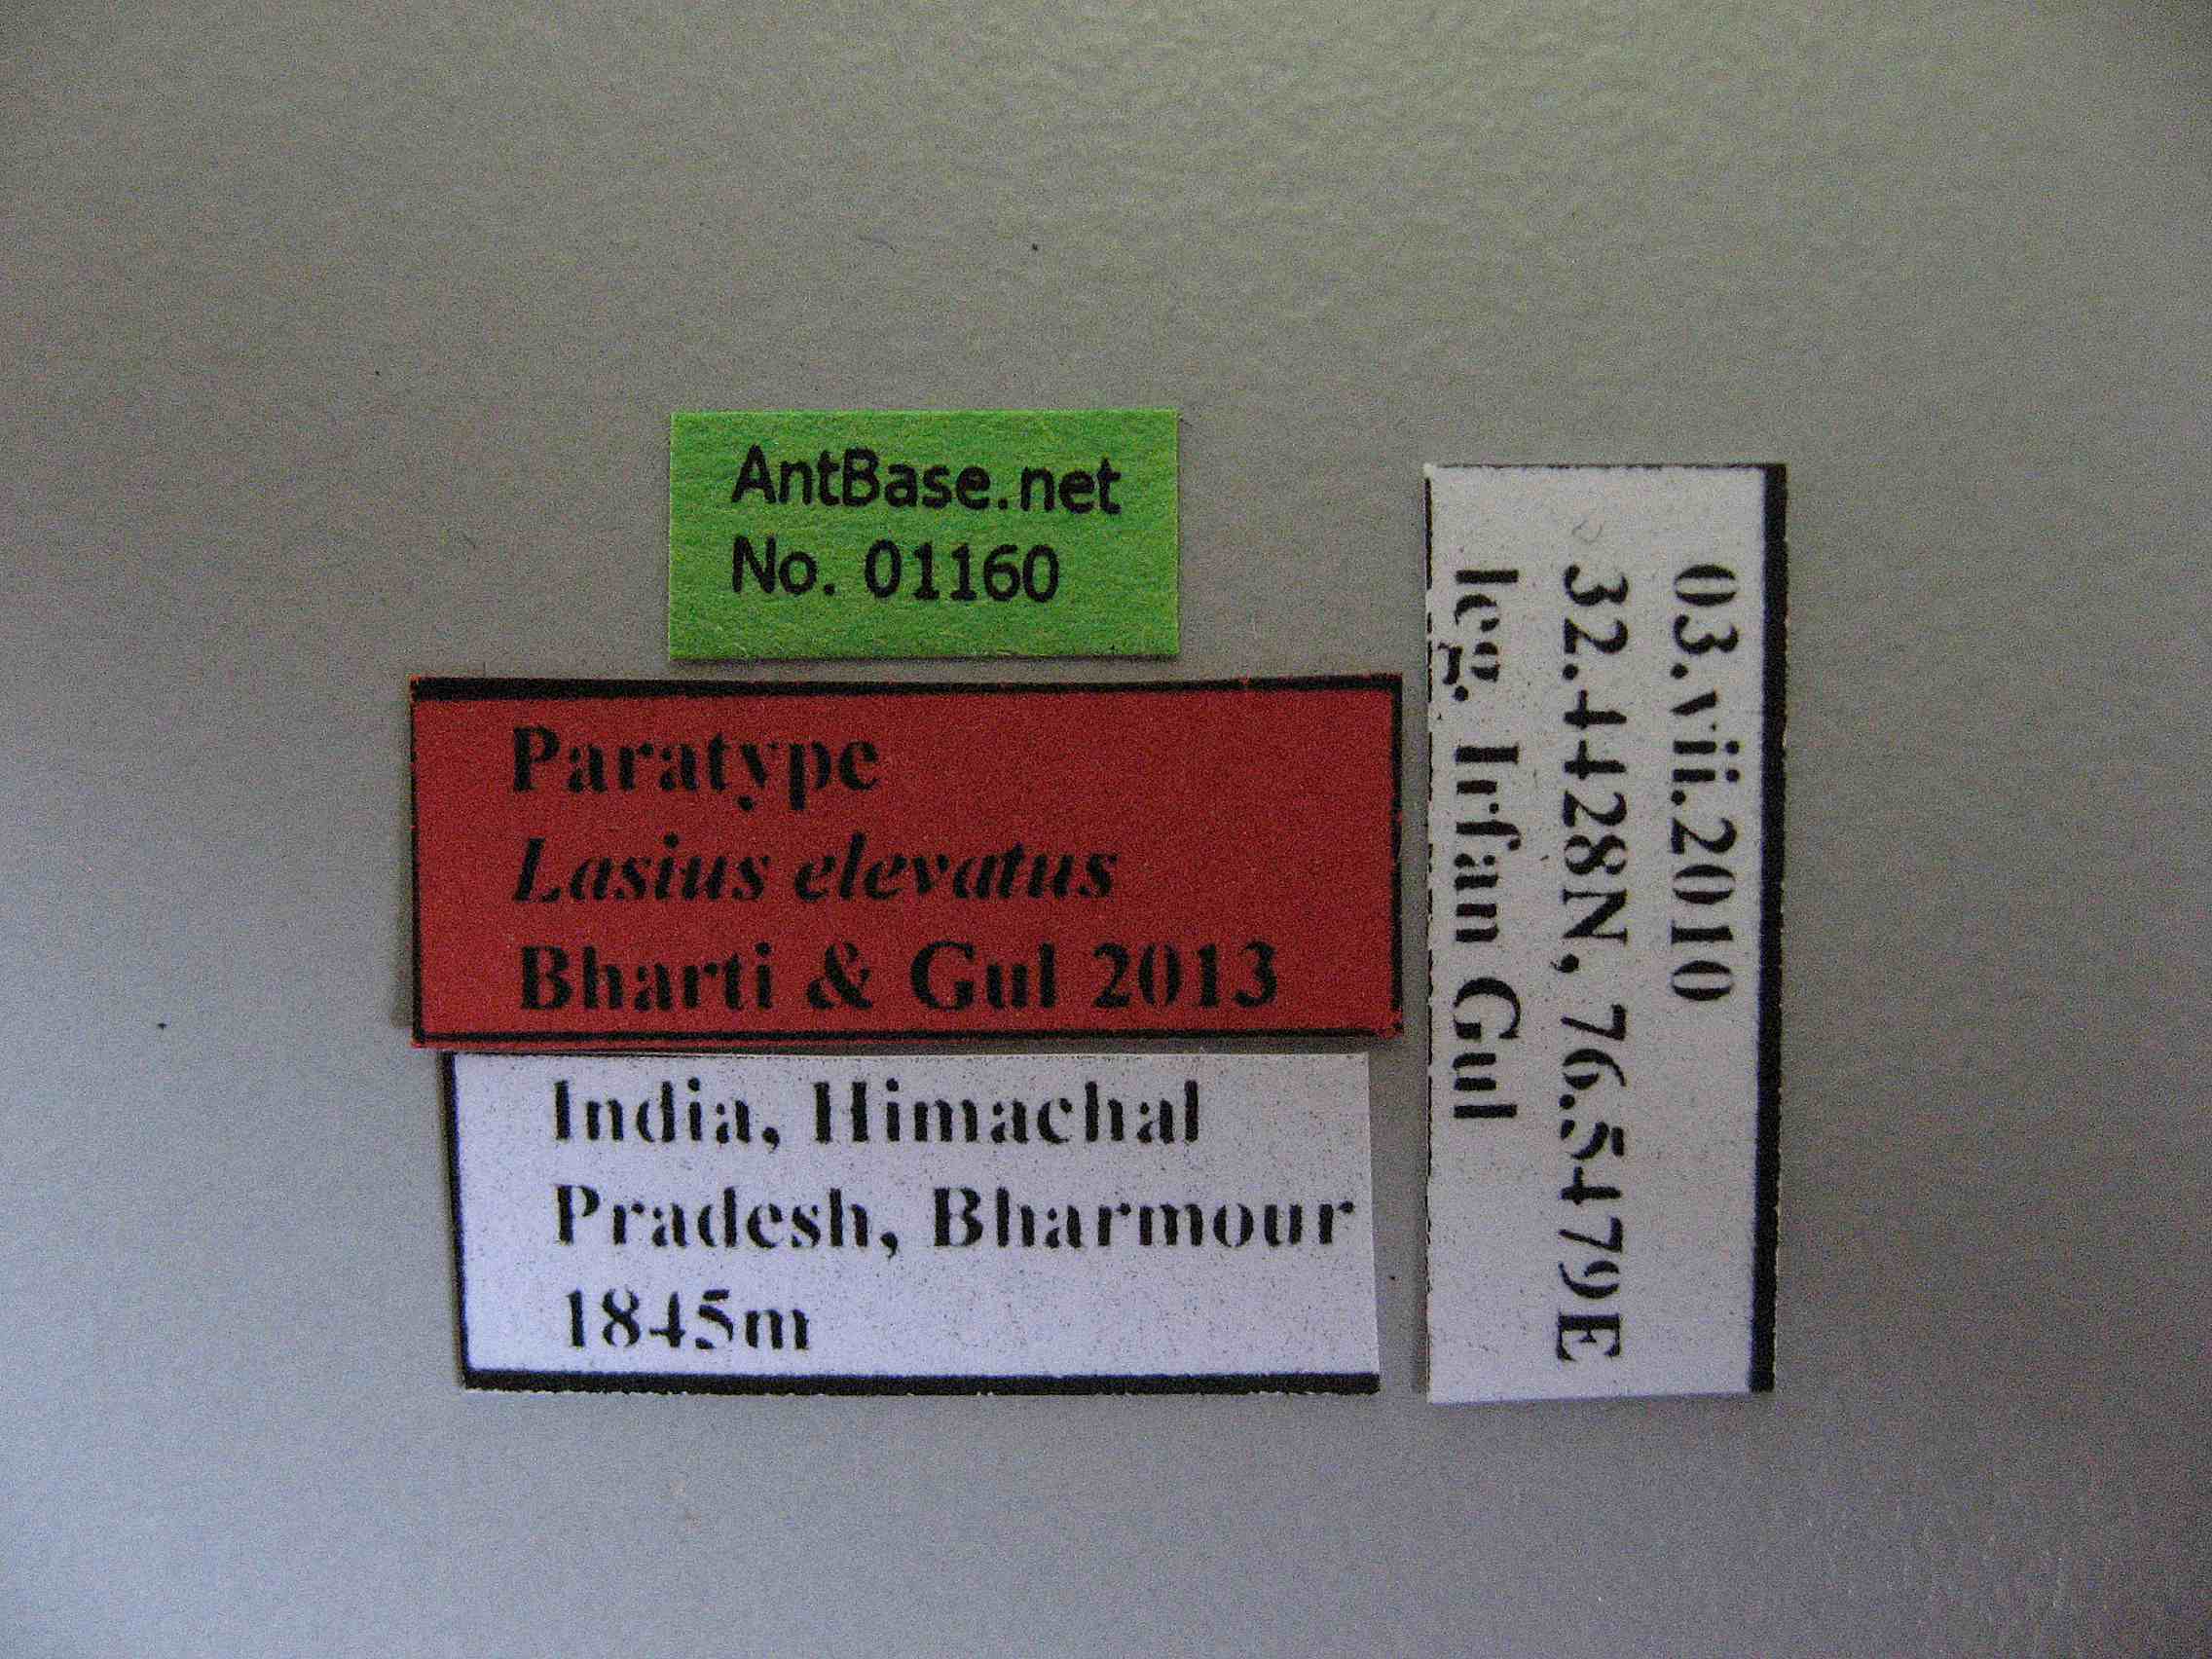 AntBase.net
No. 01160
Paratype
Lasius elevatus
Bharti & Gul 2013
India, Himachal
Pradesh, Bharmour
1845m
03.vii.2010
32.4428N, 76.5479E
leg. Irfan Gul